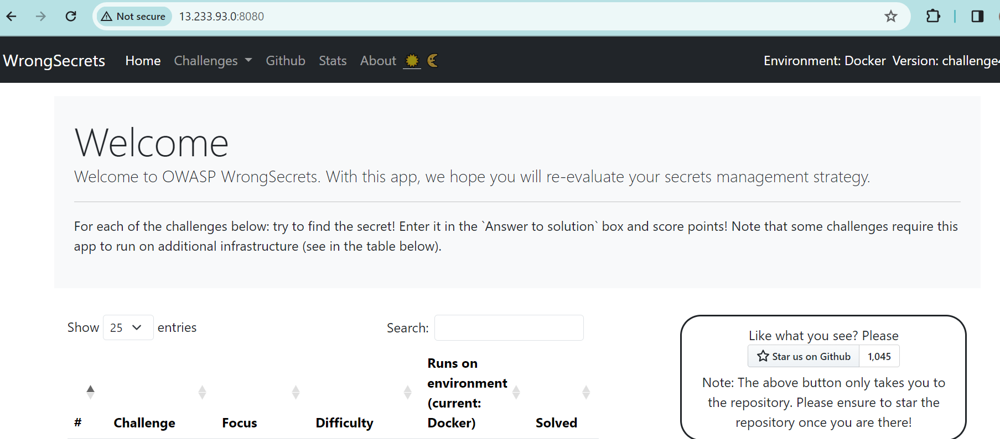 Not secure 13.233.93.0:8080
WrongSecrets Home Challenges Github Stats About Environment: Docker Version: challenge4
Welcome
Welcome to OWASP WrongSecrets. With this app, we hope you will re-evaluate your secrets management strategy.
For each of the challenges below: try to find the secret! Enter it in the `Answer to solution` box and score points! Note that some challenges require this
app to run on additional infrastructure (see in the table below).
Show 25 entries
Search:
# Challenge Focus Difficulty
Runs on
environment
(current:
Docker)
Solved
Like what you see? Please
Star us on Github 1,045
Note: The above button only takes you to
the repository. Please ensure to star the
repository once you are there!